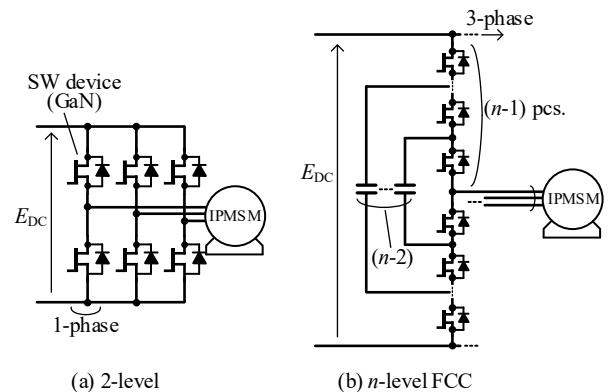 3-phase
SW device
(GaN)
(n-1) pcs.
E_DC
IPMSM
E_DC
IPMSM
(n-2)
1-phase
(a) 2-level
(b) n-level FCC